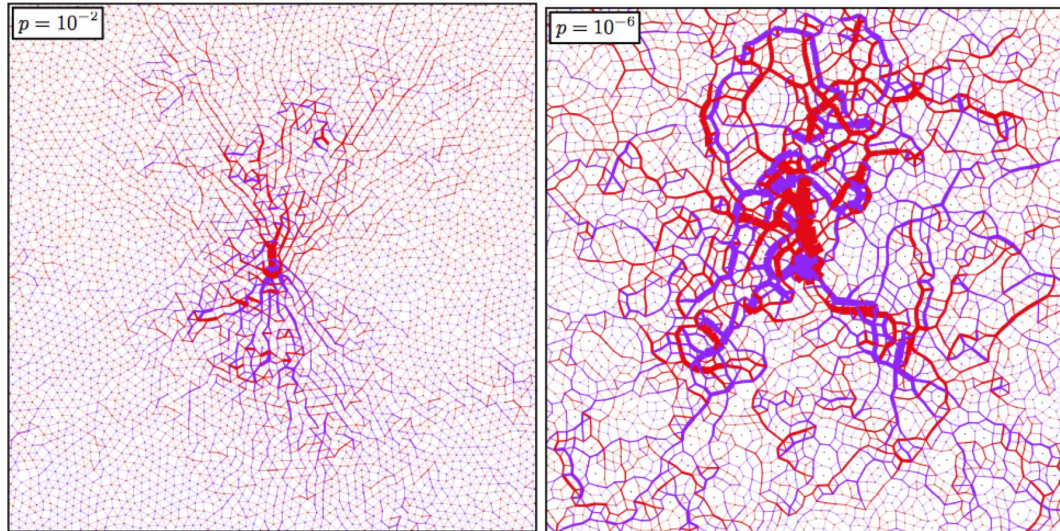 p = 10⁻²
p = 10⁻⁶